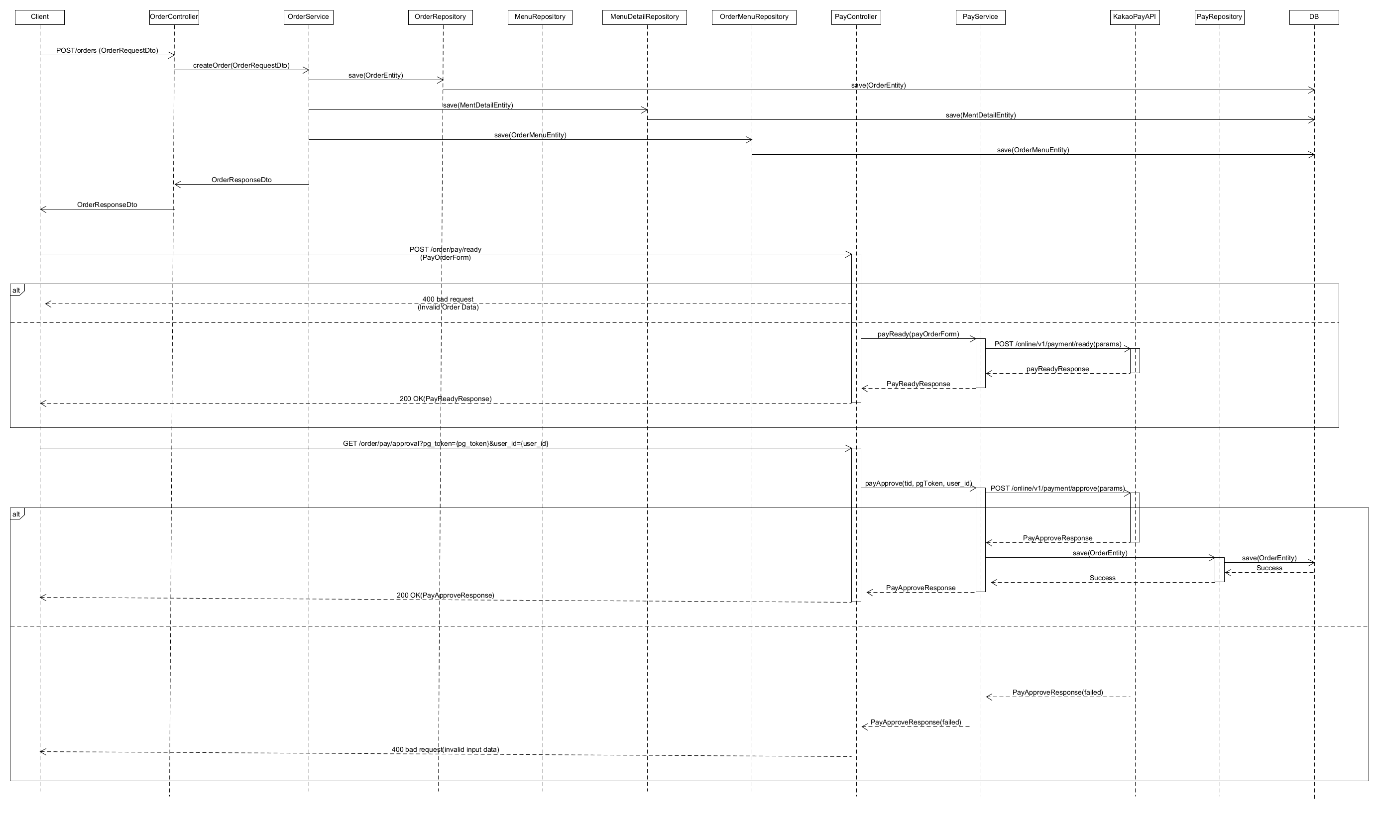 Client
OrderController
OrderService
OrderRepository
MenuRepository
MenuDetailRepository
OrderMenuRepository
PayController
PayService
KakaoPayAPI
PayRepository
DB
POST/orders (OrderRequestDto)
createOrder(OrderRequestDto)
save(OrderEntity)
save(OrderEntity)
save(MentDetailEntity)
save(MentDetailEntity)
save(OrderMenuEntity)
save(OrderMenuEntity)
OrderResponseDto
OrderResponseDto
POST /order/pay/ready
(PayOrderForm)
alt
400 bad request
(Invalid Order Data)
payReady(payOrderForm)
POST /online/v1/payment/ready(params)
payReadyResponse
PayReadyResponse
200 OK(PayReadyResponse)
GET /order/pay/approval?pg_token={pg_token}&user_id={user_id}
payApprove(tid, pgToken, user_id)
POST /online/v1/payment/approve(params)
alt
PayApproveResponse
save(OrderEntity)
save(OrderEntity)
Success
Success
PayApproveResponse
200 OK(PayApproveResponse)
PayApproveResponse(failed)
PayApproveResponse(failed)
400 bad request(invalid input data)